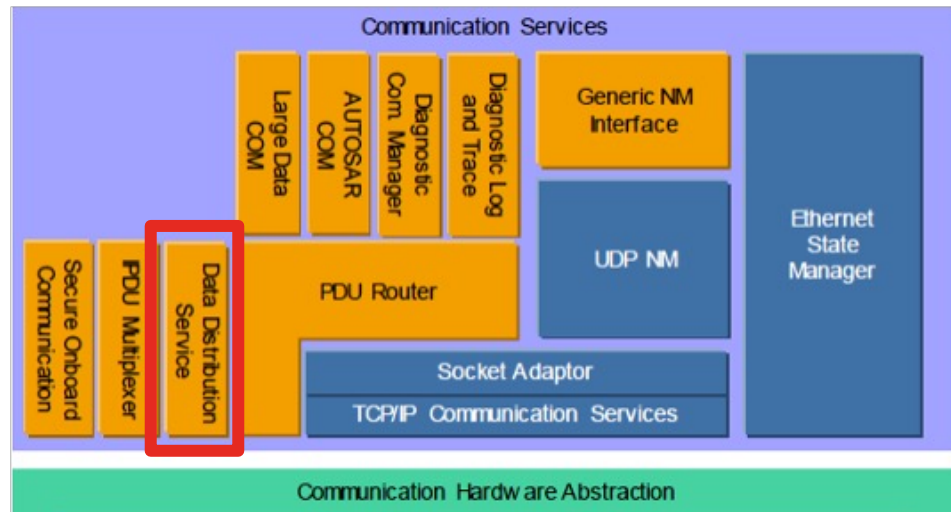 Communication Services
Large Data
COM
AUTOSAR
COM
Diagnostic
Com. Manager
Diagnostic Log
and Trace
Generic NM
Interface
Ethernet
State
Manager
UDP NM
Secure Onboard
Communication
IPDU Multiplexer
Data Distribution
Service
PDU Router
Socket Adaptor
TCP/IP Communication Services
Communication Hardware Abstraction